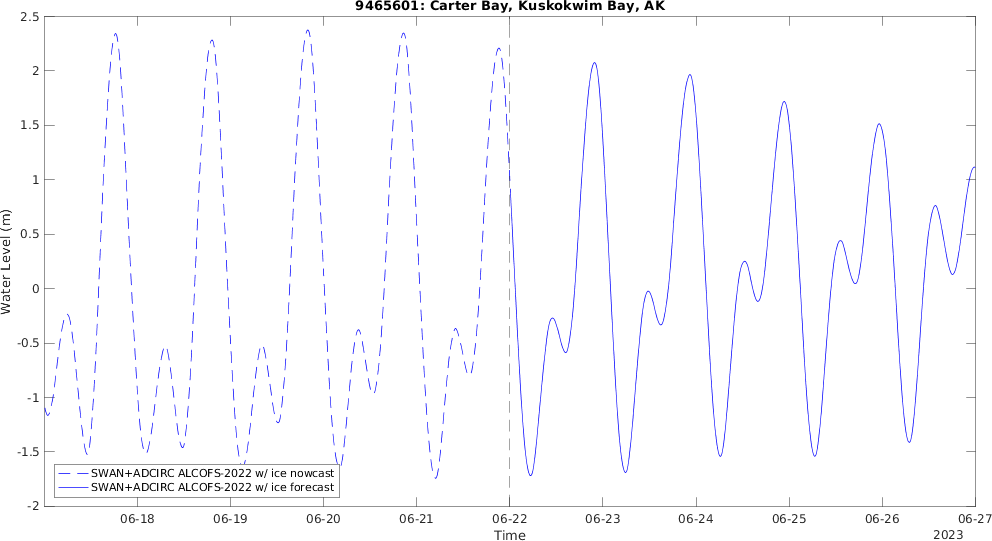 9465601: Carter Bay, Kuskokwim Bay, AK
2.5
2
1.5
1
0.5
0
-0.5
-1
-1.5
-2
Water Level (m)
SWAN+ADCIRC ALCOFS-2022 w/ ice nowcast
SWAN+ADCIRC ALCOFS-2022 w/ ice forecast
06-18 06-19 06-20 06-21 06-22 06-23 06-24 06-25 06-26 06-27
Time
2023